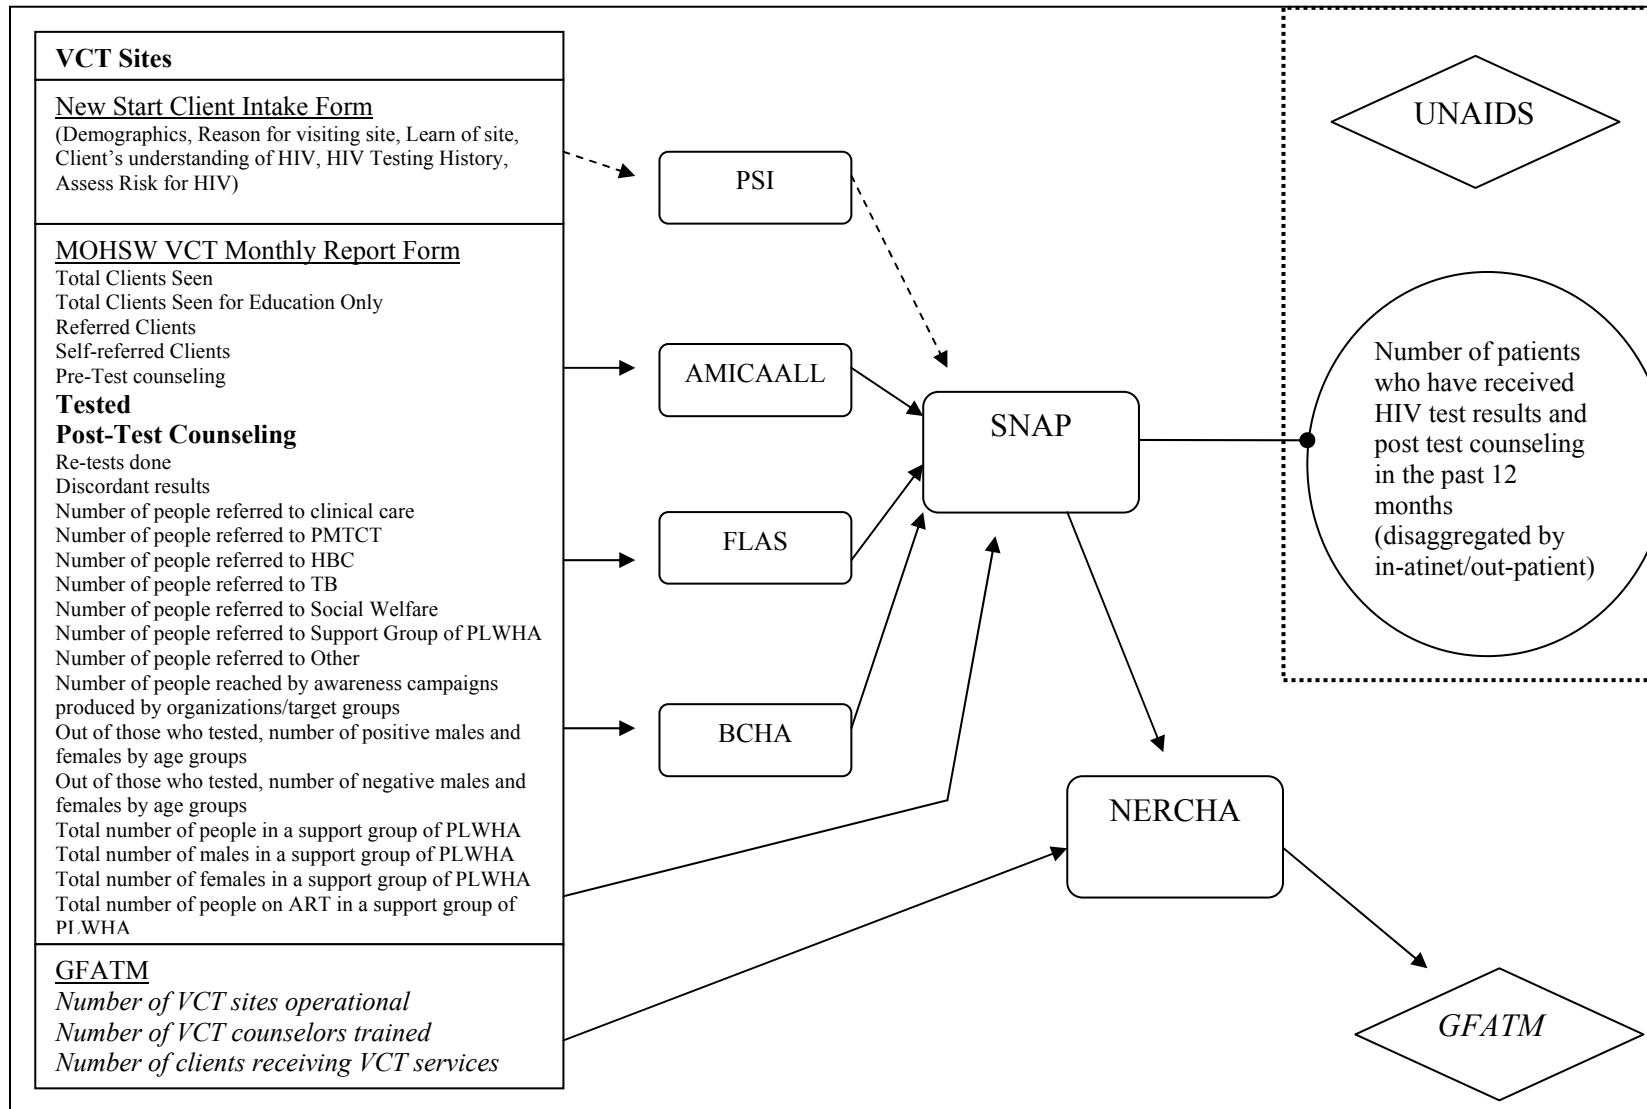 VCT Sites
New Start Client Intake Form
(Demographics, Reason for visiting site, Learn of site,
Client's understanding of HIV, HIV Testing History,
Assess Risk for HIV)
MOHSW VCT Monthly Report Form
Total Clients Seen
Total Clients Seen for Education Only
Referred Clients
Self-referred Clients
Pre-Test counseling
Tested
Post-Test Counseling
Re-tests done
Discordant results
Number of people referred to clinical care
Number of people referred to PMTCT
Number of people referred to HBC
Number of people referred to TB
Number of people referred to Social Welfare
Number of people referred to Support Group of PLWHA
Number of people referred to Other
Number of people reached by awareness campaigns
produced by organizations/target groups
Out of those who tested, number of positive males and
females by age groups
Out of those who tested, number of negative males and
females by age groups
Total number of people in a support group of PLWHA
Total number of males in a support group of PLWHA
Total number of females in a support group of PLWHA
Total number of people on ART in a support group of
PLWHA
GFATM
Number of VCT sites operational
Number of VCT counselors trained
Number of clients receiving VCT services
PSI
AMICAALL
FLAS
BCHA
SNAP
NERCHA
UNAIDS
Number of patients
who have received
HIV test results and
post test counseling
in the past 12
months
(disaggregated by
in-atinet/out-patient)
GFATM